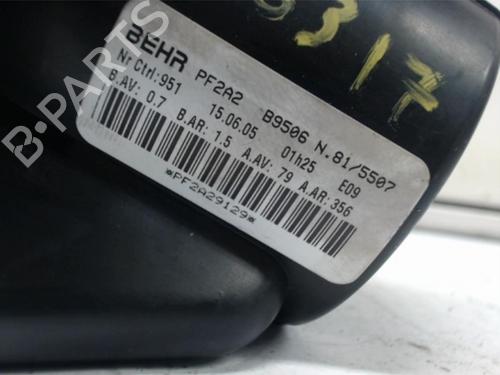 6317
BEHR PF2A2 B9506 N.81/5507
Nr Ctrl:951 15.06.05 01h25 E09
B.AV: 0.7 B.AR: 1.5 A.AV: 79 A.AR: 356
*PF2A29129*
B-PARTS